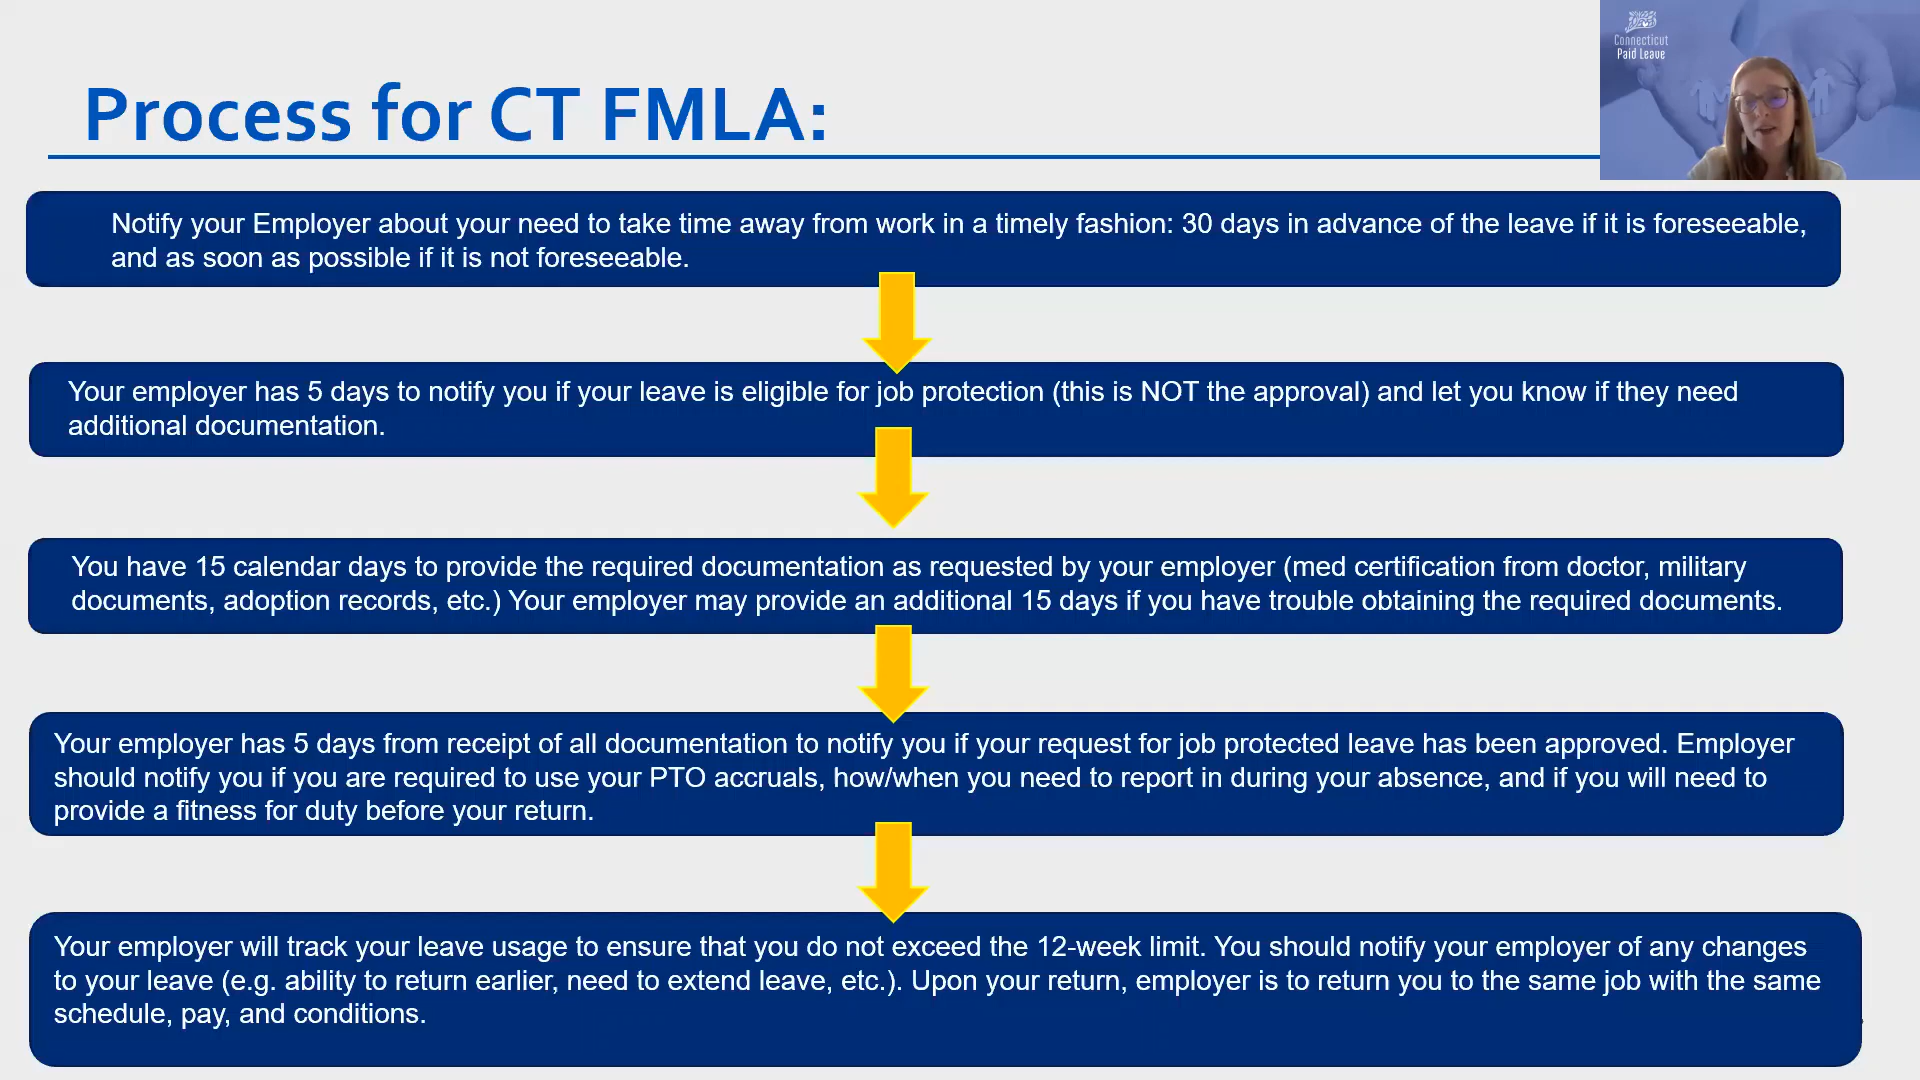 Connecticut
Paid Leave
Process for CT FMLA:
Notify your Employer about your need to take time away from work in a timely fashion: 30 days in advance of the leave if it is foreseeable,
and as soon as possible if it is not foreseeable.
Your employer has 5 days to notify you if your leave is eligible for job protection (this is NOT the approval) and let you know if they need
additional documentation.
You have 15 calendar days to provide the required documentation as requested by your employer (med certification from doctor, military
documents, adoption records, etc.) Your employer may provide an additional 15 days if you have trouble obtaining the required documents.
Your employer has 5 days from receipt of all documentation to notify you if your request for job protected leave has been approved. Employer
should notify you if you are required to use your PTO accruals, how/when you need to report in during your absence, and if you will need to
provide a fitness for duty before your return.
Your employer will track your leave usage to ensure that you do not exceed the 12-week limit. You should notify your employer of any changes
to your leave (e.g. ability to return earlier, need to extend leave, etc.). Upon your return, employer is to return you to the same job with the same
schedule, pay, and conditions.